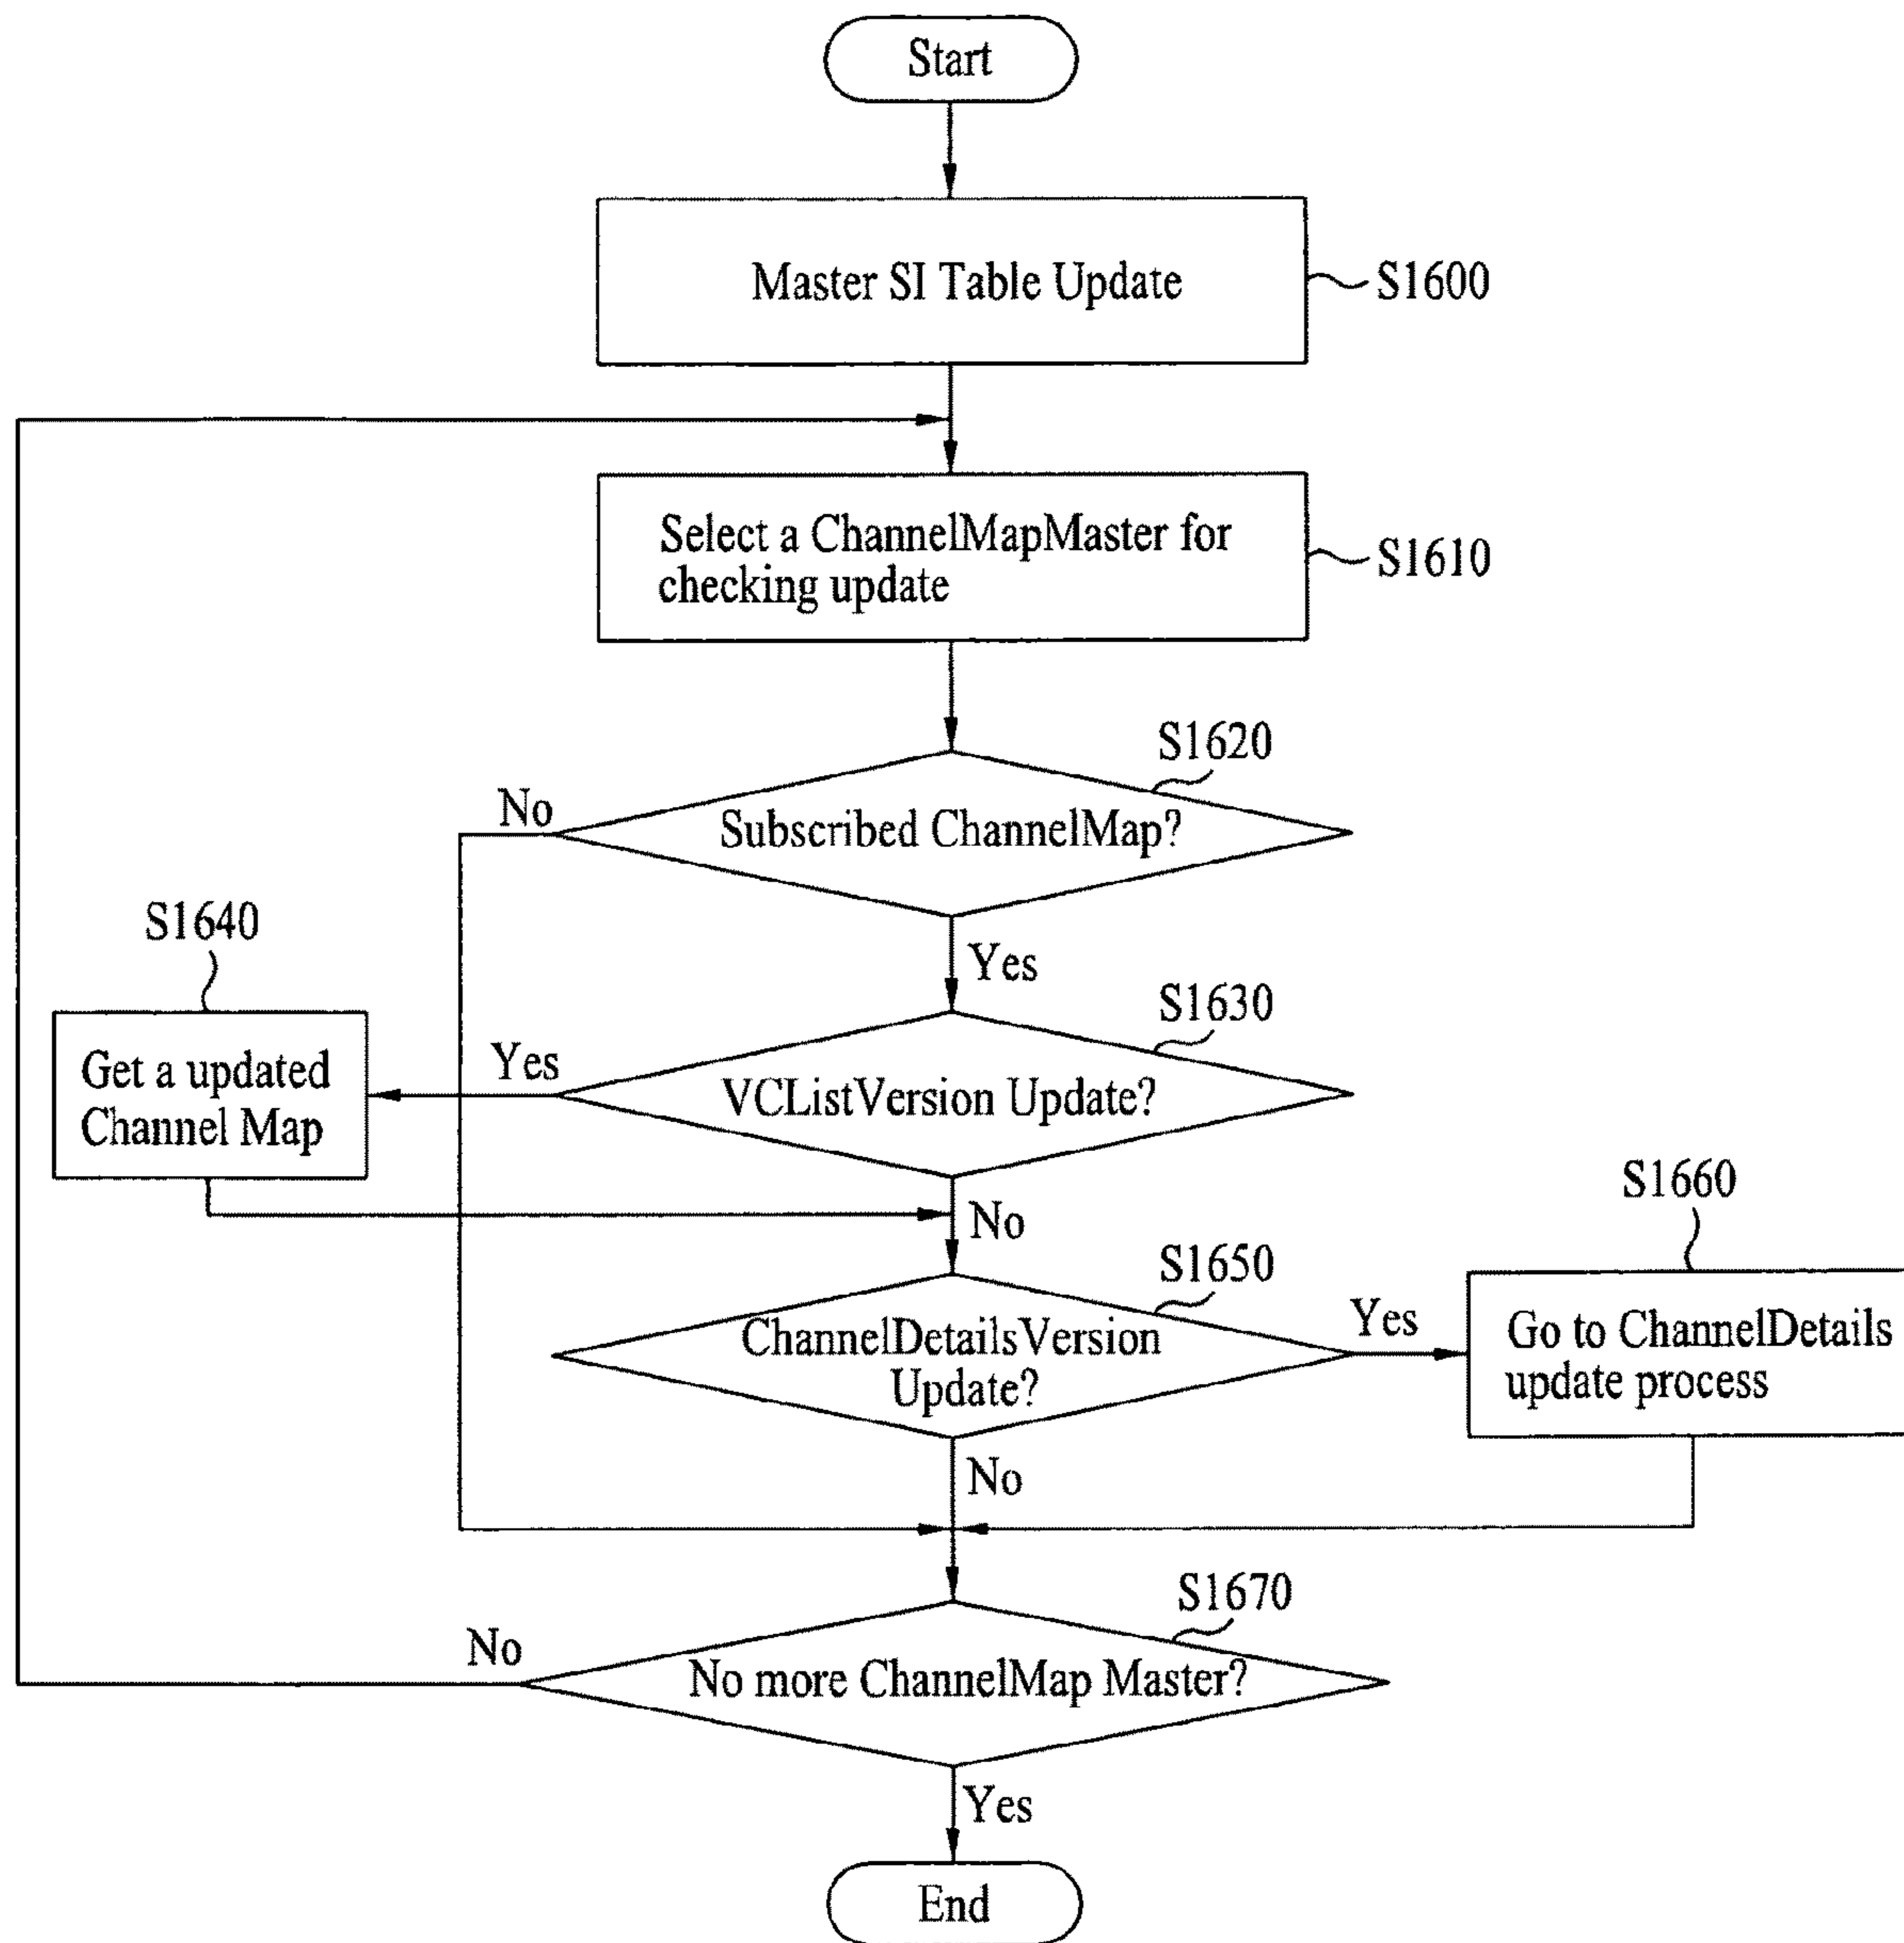 Start
Master SI Table Update
S1600
Select a ChannelMapMaster for
checking update
S1610
S1620
No
Subscribed ChannelMap?
Yes
S1640
S1630
Get a updated
Channel Map
Yes
VCListVersion Update?
No
S1660
S1650
ChannelDetailsVersion
Update?
Yes
Go to ChannelDetails
update process
No
S1670
No
No more ChannelMap Master?
Yes
End